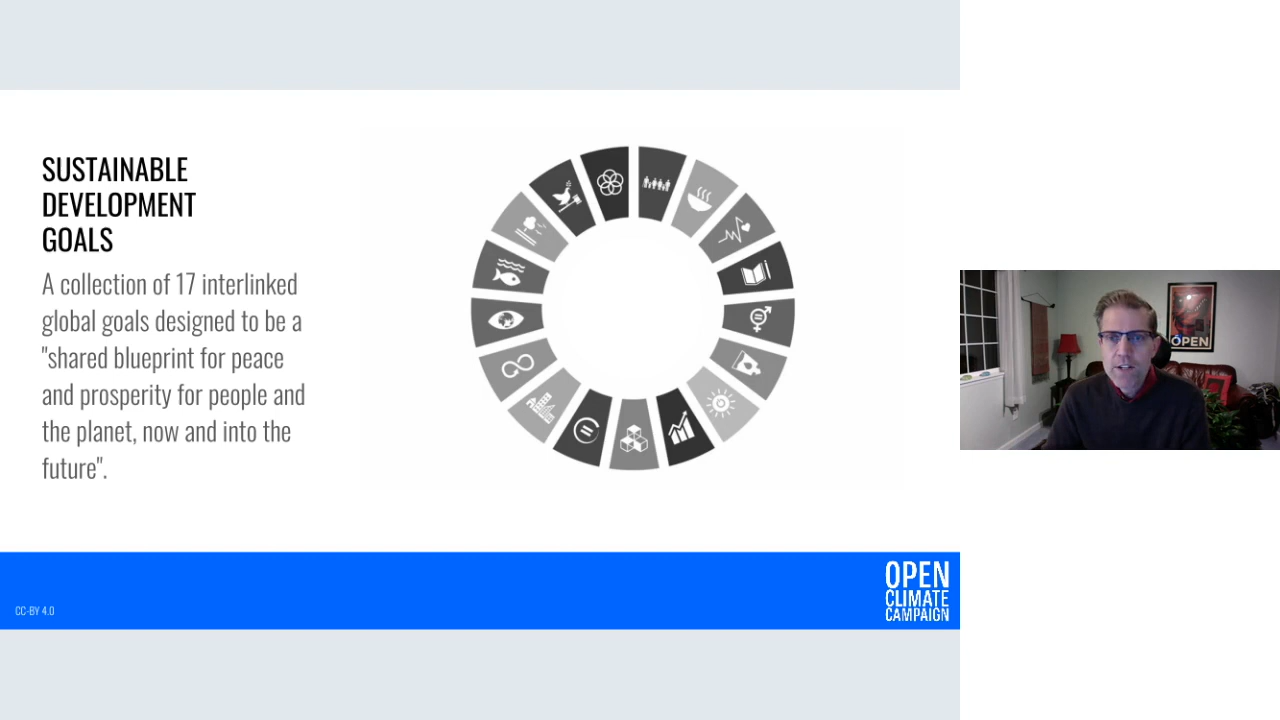 SUSTAINABLE
DEVELOPMENT
GOALS
A collection of 17 interlinked
global goals designed to be a
"shared blueprint for peace
and prosperity for people and
the planet, now and into the
future".
OPEN
CC-BY 4.0
OPEN
CLIMATE
CAMPAIGN